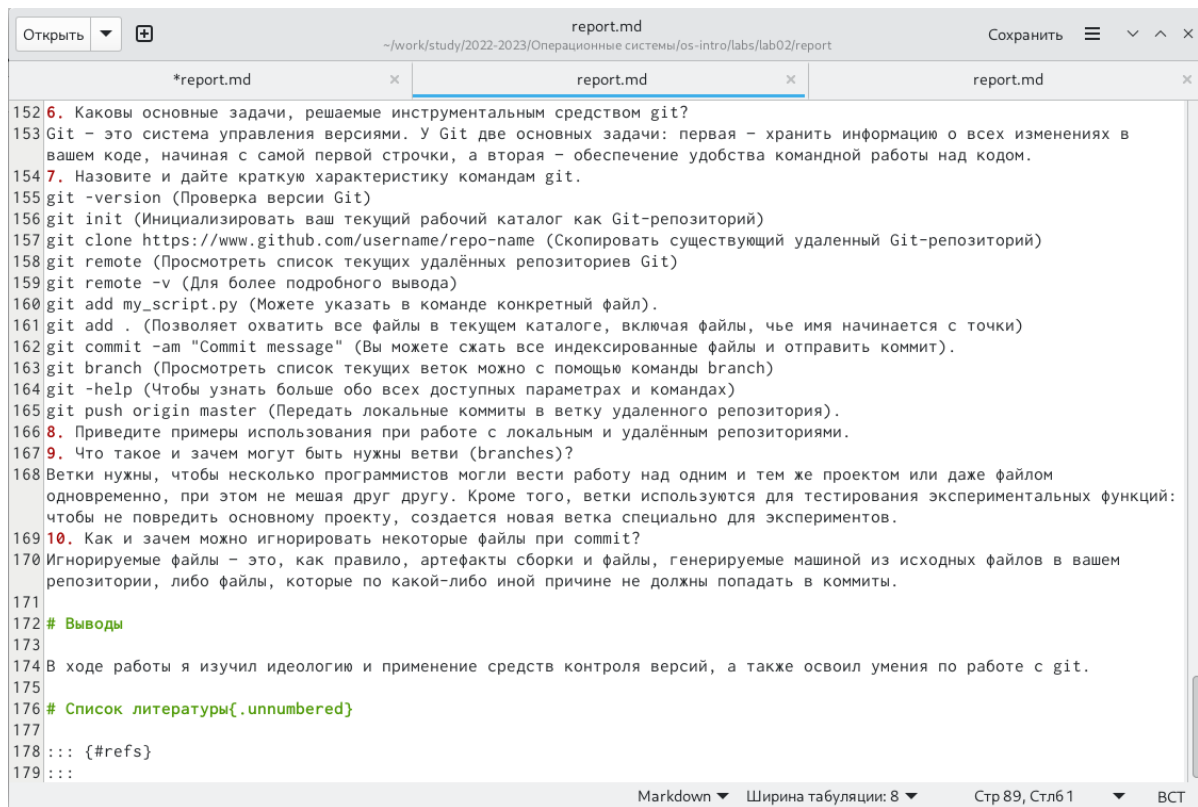 Открыть
report.md
~/work/study/2022-2023/Операционные системы/os-intro/labs/lab02/report
Сохранить
*report.md
report.md
report.md
152 6. Каковы основные задачи, решаемые инструментальным средством git?
153 Git – это система управления версиями. У Git две основных задачи: первая – хранить информацию о всех изменениях в
вашем коде, начиная с самой первой строчки, а вторая – обеспечение удобства командной работы над кодом.
154 7. Назовите и дайте краткую характеристику командам git.
155 git -version (Проверка версии Git)
156 git init (Инициализировать ваш текущий рабочий каталог как Git-репозиторий)
157 git clone https://www.github.com/username/repo-name (Скопировать существующий удаленный Git-репозиторий)
158 git remote (Просмотреть список текущих удалённых репозиториев Git)
159 git remote -v (Для более подробного вывода)
160 git add my_script.py (Можете указать в команде конкретный файл).
161 git add . (Позволяет охватить все файлы в текущем каталоге, включая файлы, чье имя начинается с точки)
162 git commit -am "Commit message" (Вы можете сжать все индексированные файлы и отправить коммит).
163 git branch (Просмотреть список текущих веток можно с помощью команды branch)
164 git -help (Чтобы узнать больше обо всех доступных параметрах и командах)
165 git push origin master (Передать локальные коммиты в ветку удаленного репозитория).
166 8. Приведите примеры использования при работе с локальным и удалённым репозиториями.
167 9. Что такое и зачем могут быть нужны ветви (branches)?
168 Ветки нужны, чтобы несколько программистов могли вести работу над одним и тем же проектом или даже файлом
одновременно, при этом не мешая друг другу. Кроме того, ветки используются для тестирования экспериментальных функций:
чтобы не повредить основному проекту, создается новая ветка специально для экспериментов.
169 10. Как и зачем можно игнорировать некоторые файлы при commit?
170 Игнорируемые файлы – это, как правило, артефакты сборки и файлы, генерируемые машиной из исходных файлов в вашем
репозитории, либо файлы, которые по какой-либо иной причине не должны попадать в коммиты.
171
172 # Выводы
173
174 В ходе работы я изучил идеологию и применение средств контроля версий, а также освоил умения по работе с git.
175
176 # Список литературы{.unnumbered}
177
178 ::: {#refs}
179 :::
Markdown Ширина табуляции: 8 Стр 89, Стлб 1 ВСТ